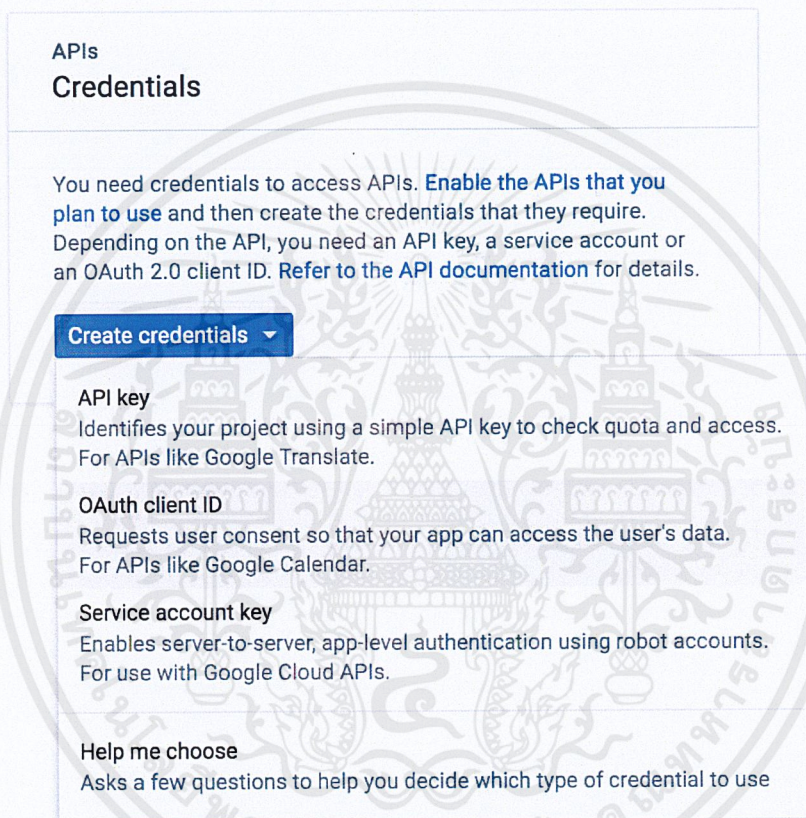 APIs
Credentials
You need credentials to access APIs. Enable the APIs that you
plan to use and then create the credentials that they require.
Depending on the API, you need an API key, a service account or
an OAuth 2.0 client ID. Refer to the API documentation for details.
Create credentials
API key
Identifies your project using a simple API key to check quota and access.
For APIs like Google Translate.
OAuth client ID
Requests user consent so that your app can access the user's data.
For APIs like Google Calendar.
Service account key
Enables server-to-server, app-level authentication using robot accounts.
For use with Google Cloud APIs.
Help me choose
Asks a few questions to help you decide which type of credential to use